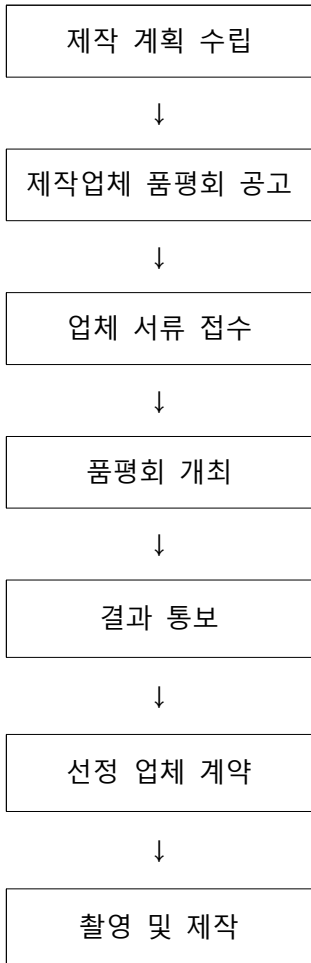 제작 계획 수립
↓
제작업체 품평회 공고
↓
업체 서류 접수
↓
품평회 개최
↓
결과 통보
↓
선정 업체 계약
↓
촬영 및 제작